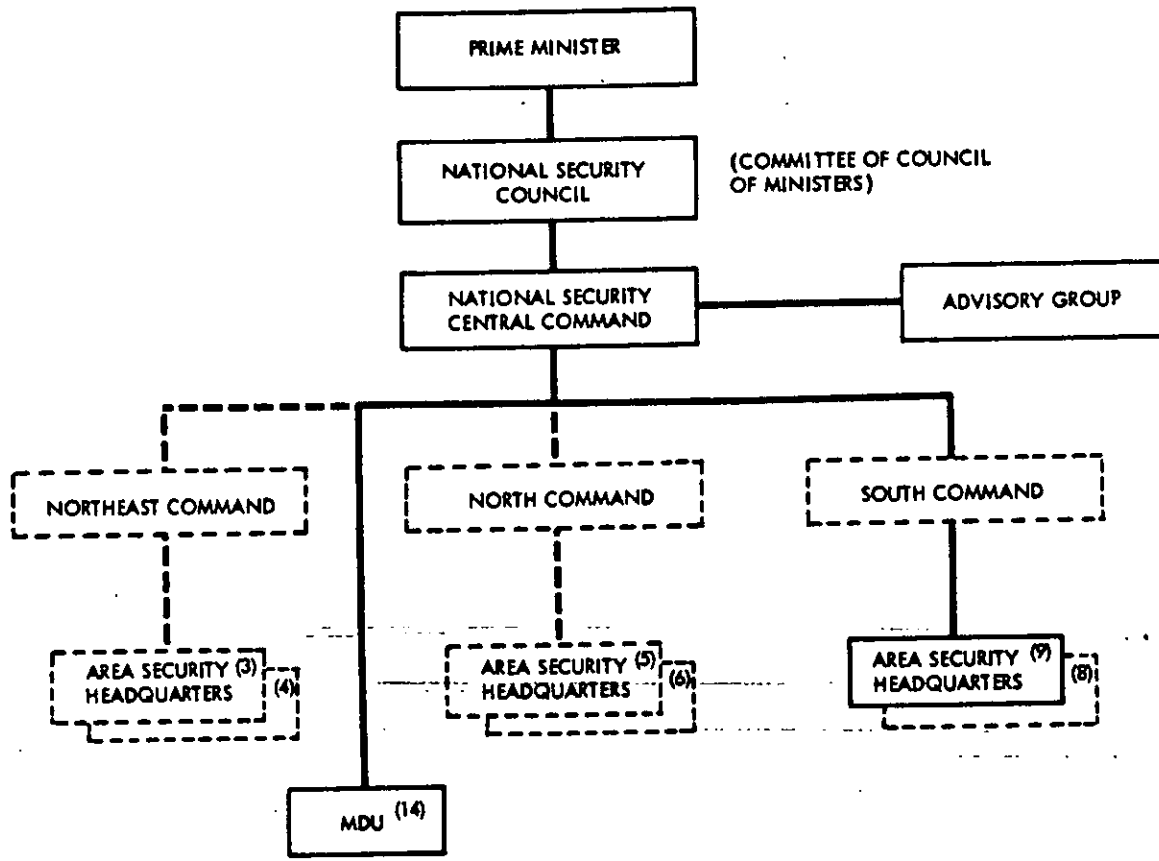 PRIME MINISTER
NATIONAL SECURITY
COUNCIL
(COMMITTEE OF COUNCIL
OF MINISTERS)
NATIONAL SECURITY
CENTRAL COMMAND
ADVISORY GROUP
NORTHEAST COMMAND
NORTH COMMAND
SOUTH COMMAND
AREA SECURITY (3)
HEADQUARTERS (4)
AREA SECURITY (5)
HEADQUARTERS (6)
AREA SECURITY (9)
HEADQUARTERS (8)
MDU (14)